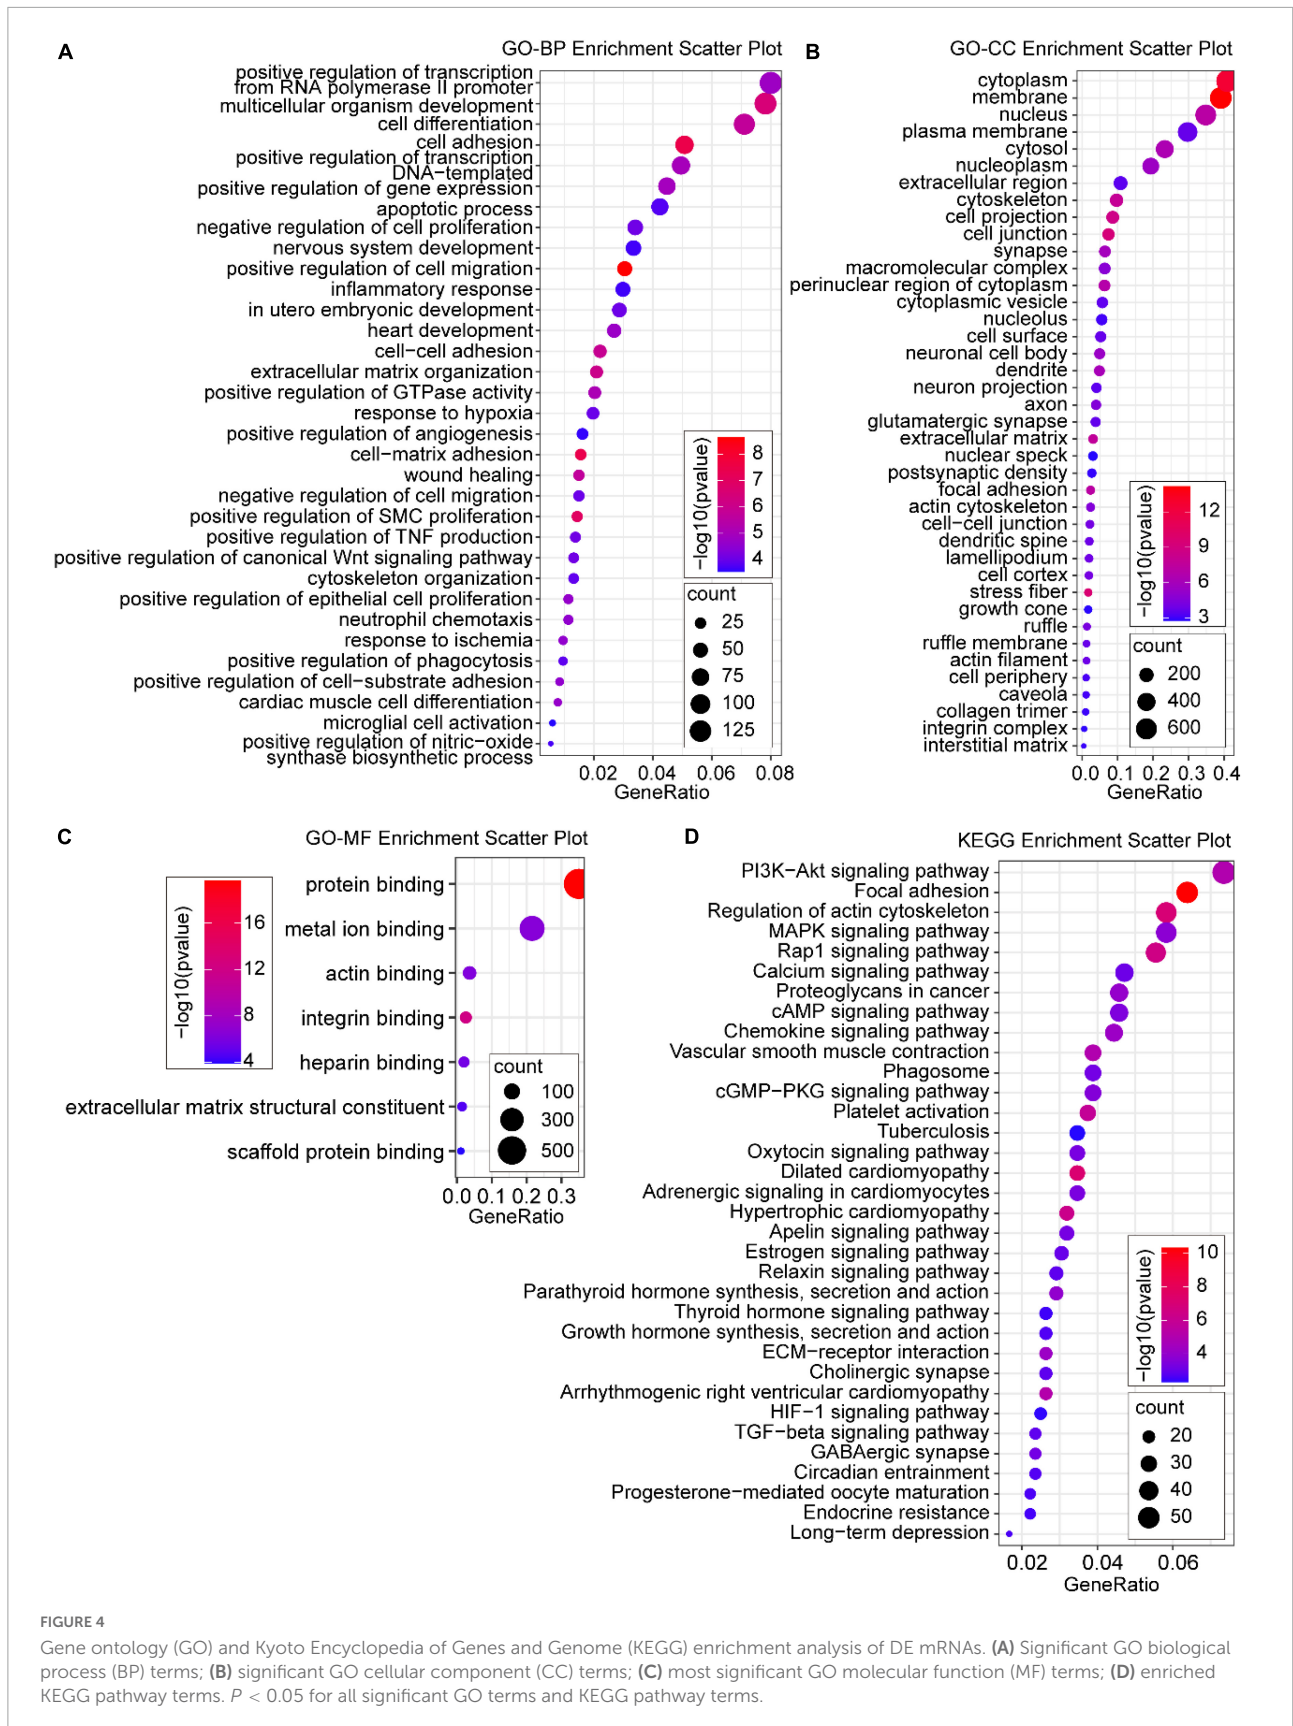 A
GO-BP Enrichment Scatter Plot
positive regulation of transcription
from RNA polymerase II promoter
multicellular organism development
cell differentiation
cell adhesion
positive regulation of transcription
DNA−templated
positive regulation of gene expression
apoptotic process
negative regulation of cell proliferation
nervous system development
positive regulation of cell migration
inflammatory response
in utero embryonic development
heart development
cell−cell adhesion
extracellular matrix organization
positive regulation of GTPase activity
response to hypoxia
positive regulation of angiogenesis
cell−matrix adhesion
wound healing
negative regulation of cell migration
positive regulation of SMC proliferation
positive regulation of TNF production
positive regulation of canonical Wnt signaling pathway
cytoskeleton organization
positive regulation of epithelial cell proliferation
neutrophil chemotaxis
response to ischemia
positive regulation of phagocytosis
positive regulation of cell−substrate adhesion
cardiac muscle cell differentiation
microglial cell activation
positive regulation of nitric−oxide
synthase biosynthetic process
−log10(pvalue)
8
7
6
5
4
count
25
50
75
100
125
0.02 0.04 0.06 0.08
GeneRatio
B
GO-CC Enrichment Scatter Plot
cytoplasm
membrane
nucleus
plasma membrane
cytosol
nucleoplasm
extracellular region
cytoskeleton
cell projection
cell junction
synapse
macromolecular complex
perinuclear region of cytoplasm
cytoplasmic vesicle
nucleolus
cell surface
neuronal cell body
dendrite
neuron projection
axon
glutamatergic synapse
extracellular matrix
nuclear speck
postsynaptic density
focal adhesion
actin cytoskeleton
cell−cell junction
dendritic spine
lamellipodium
cell cortex
stress fiber
growth cone
ruffle
ruffle membrane
actin filament
cell periphery
caveola
collagen trimer
integrin complex
interstitial matrix
−log10(pvalue)
12
9
6
3
count
200
400
600
0.0 0.1 0.2 0.3 0.4
GeneRatio
C
GO-MF Enrichment Scatter Plot
−log10(pvalue)
16
12
8
4
protein binding
metal ion binding
actin binding
integrin binding
heparin binding
extracellular matrix structural constituent
scaffold protein binding
count
100
300
500
0.0 0.1 0.2 0.3
GeneRatio
D
KEGG Enrichment Scatter Plot
PI3K−Akt signaling pathway
Focal adhesion
Regulation of actin cytoskeleton
MAPK signaling pathway
Rap1 signaling pathway
Calcium signaling pathway
Proteoglycans in cancer
cAMP signaling pathway
Chemokine signaling pathway
Vascular smooth muscle contraction
Phagosome
cGMP−PKG signaling pathway
Platelet activation
Tuberculosis
Oxytocin signaling pathway
Dilated cardiomyopathy
Adrenergic signaling in cardiomyocytes
Hypertrophic cardiomyopathy
Apelin signaling pathway
Estrogen signaling pathway
Relaxin signaling pathway
Parathyroid hormone synthesis, secretion and action
Thyroid hormone signaling pathway
Growth hormone synthesis, secretion and action
ECM−receptor interaction
Cholinergic synapse
Arrhythmogenic right ventricular cardiomyopathy
HIF−1 signaling pathway
TGF−beta signaling pathway
GABAergic synapse
Circadian entrainment
Progesterone−mediated oocyte maturation
Endocrine resistance
Long−term depression
−log10(pvalue)
10
8
6
4
count
20
30
40
50
0.02 0.04 0.06
GeneRatio
FIGURE 4
Gene ontology (GO) and Kyoto Encyclopedia of Genes and Genome (KEGG) enrichment analysis of DE mRNAs. (A) Significant GO biological
process (BP) terms; (B) significant GO cellular component (CC) terms; (C) most significant GO molecular function (MF) terms; (D) enriched
KEGG pathway terms. P < 0.05 for all significant GO terms and KEGG pathway terms.